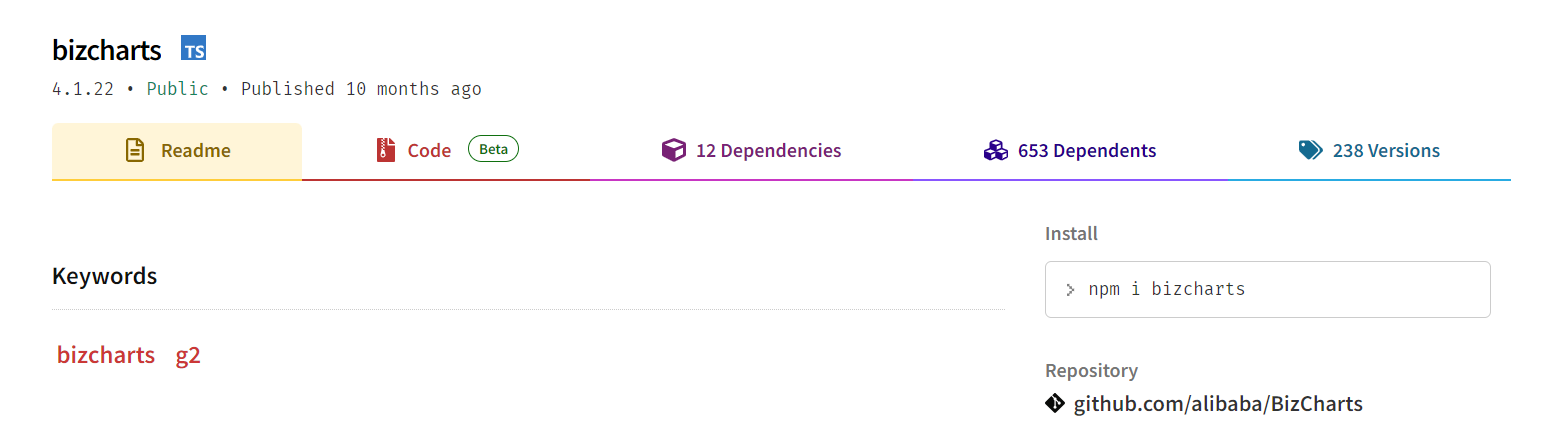 bizcharts TS
4.1.22 • Public • Published 10 months ago
Readme
Code Beta
12 Dependencies
653 Dependents
238 Versions
Keywords
bizcharts g2
Install
> npm i bizcharts
Repository
github.com/alibaba/BizCharts